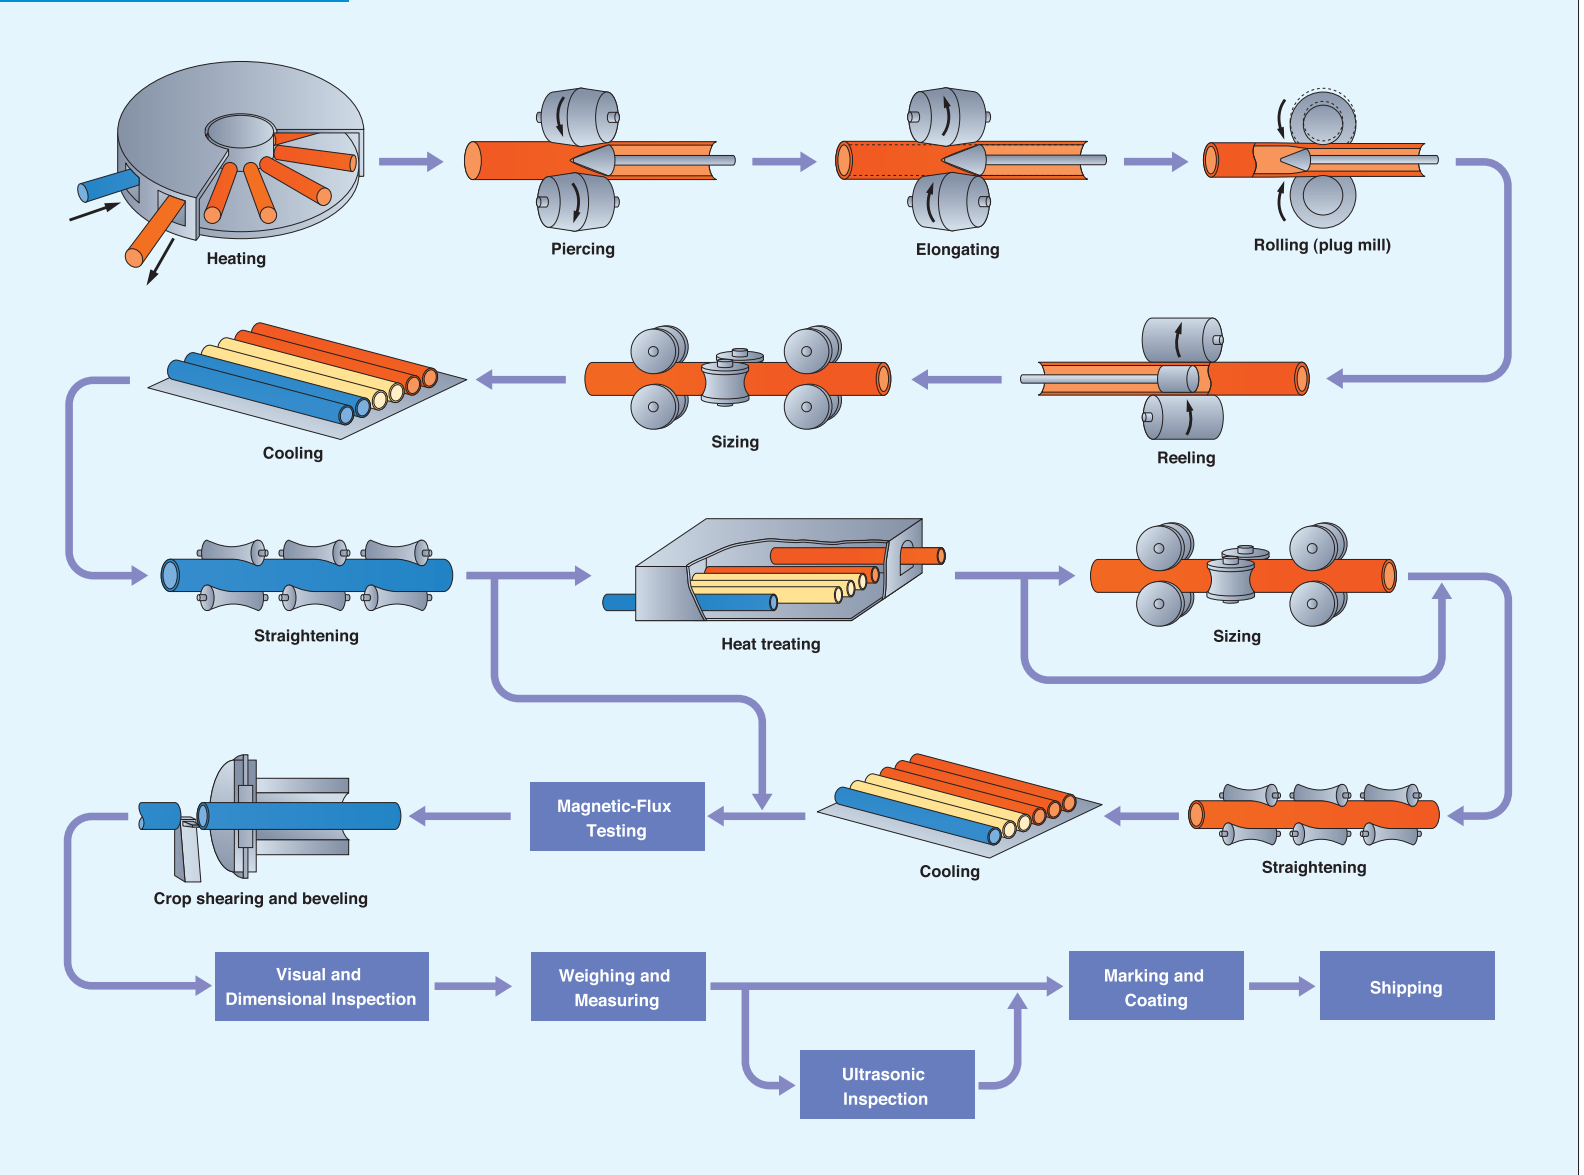 Heating
Piercing
Elongating
Rolling (plug mill)
Cooling
Sizing
Reeling
Straightening
Heat treating
Sizing
Magnetic-Flux
Testing
Crop shearing and beveling
Cooling
Straightening
Visual and
Dimensional Inspection
Weighing and
Measuring
Marking and
Coating
Shipping
Ultrasonic
Inspection